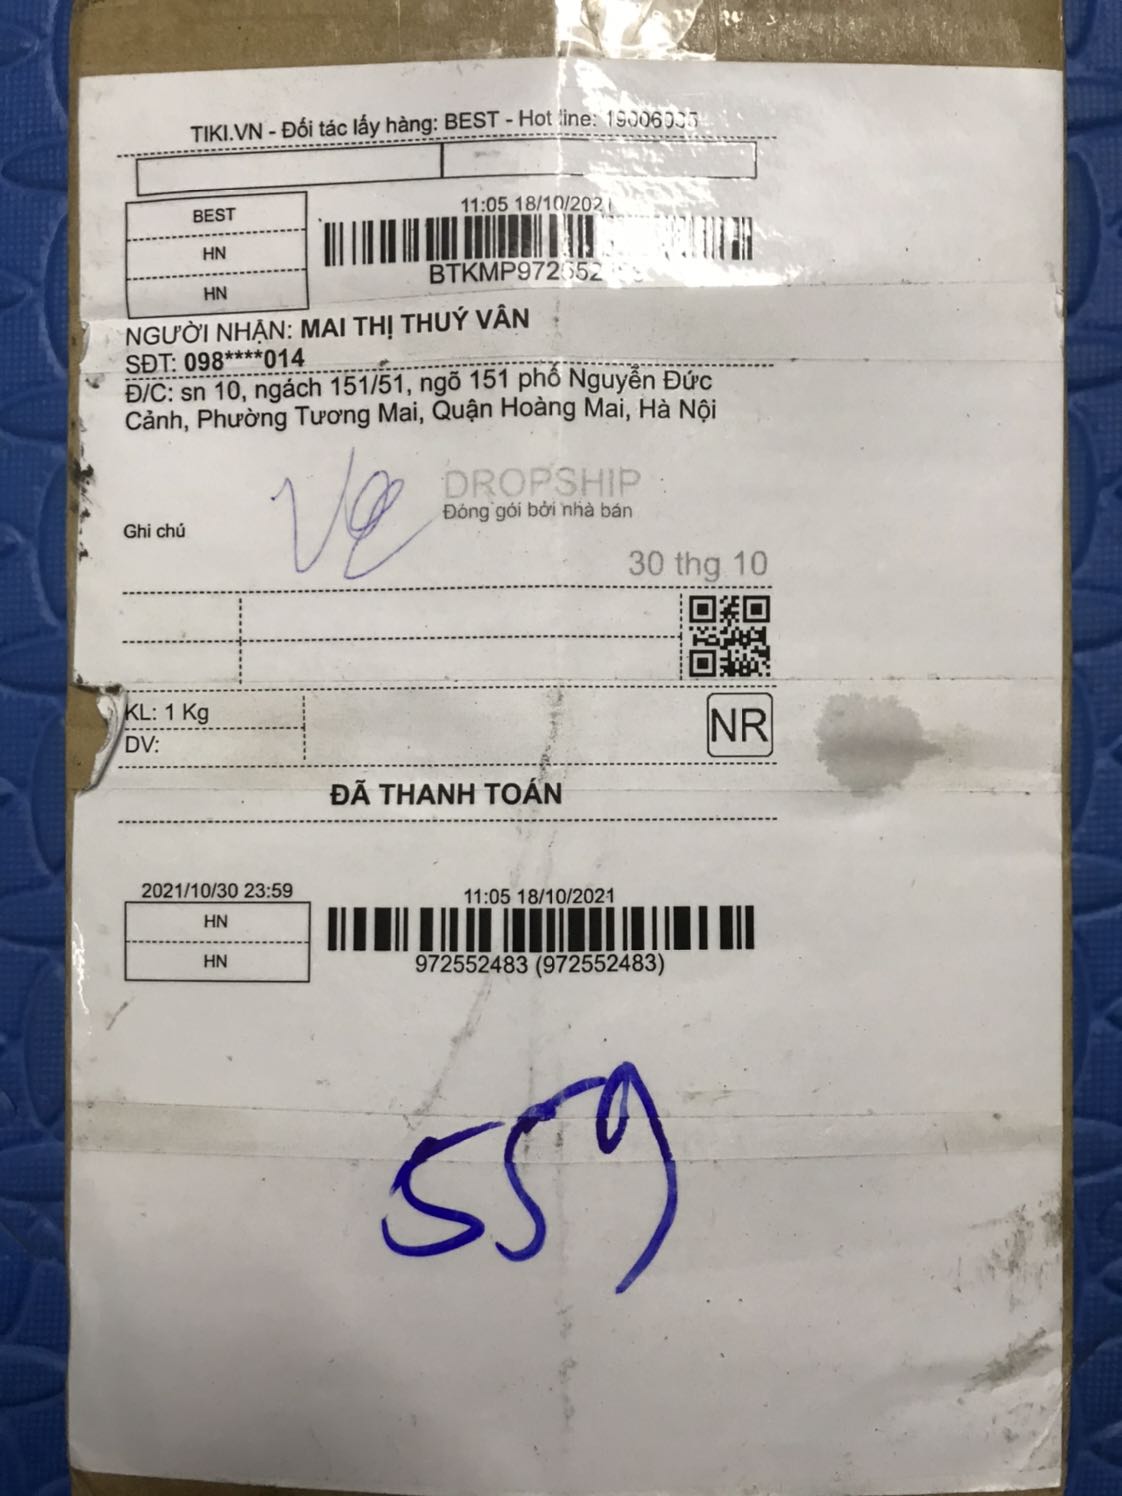 TIKI.VN - Đối tác lấy hàng: BEST - Hot line:
BEST
HN
HN
11:05 18/10/2021
NGƯỜI NHẬN: MAI THỊ THUÝ VÂN
SĐT: 098****014
Đ/C: sn 10, ngách 151/51, ngõ 151 phố Nguyễn Đức
Cảnh, Phường Tương Mai, Quận Hoàng Mai, Hà Nội
DROPSHIP
Đóng gói bởi nhà bán
Ghi chú
30 thg 10
KL: 1 Kg
NR
DV:
ĐÃ THANH TOÁN
2021/10/30 23:59
HN
HN
11:05 18/10/2021
972552483 (972552483)
559